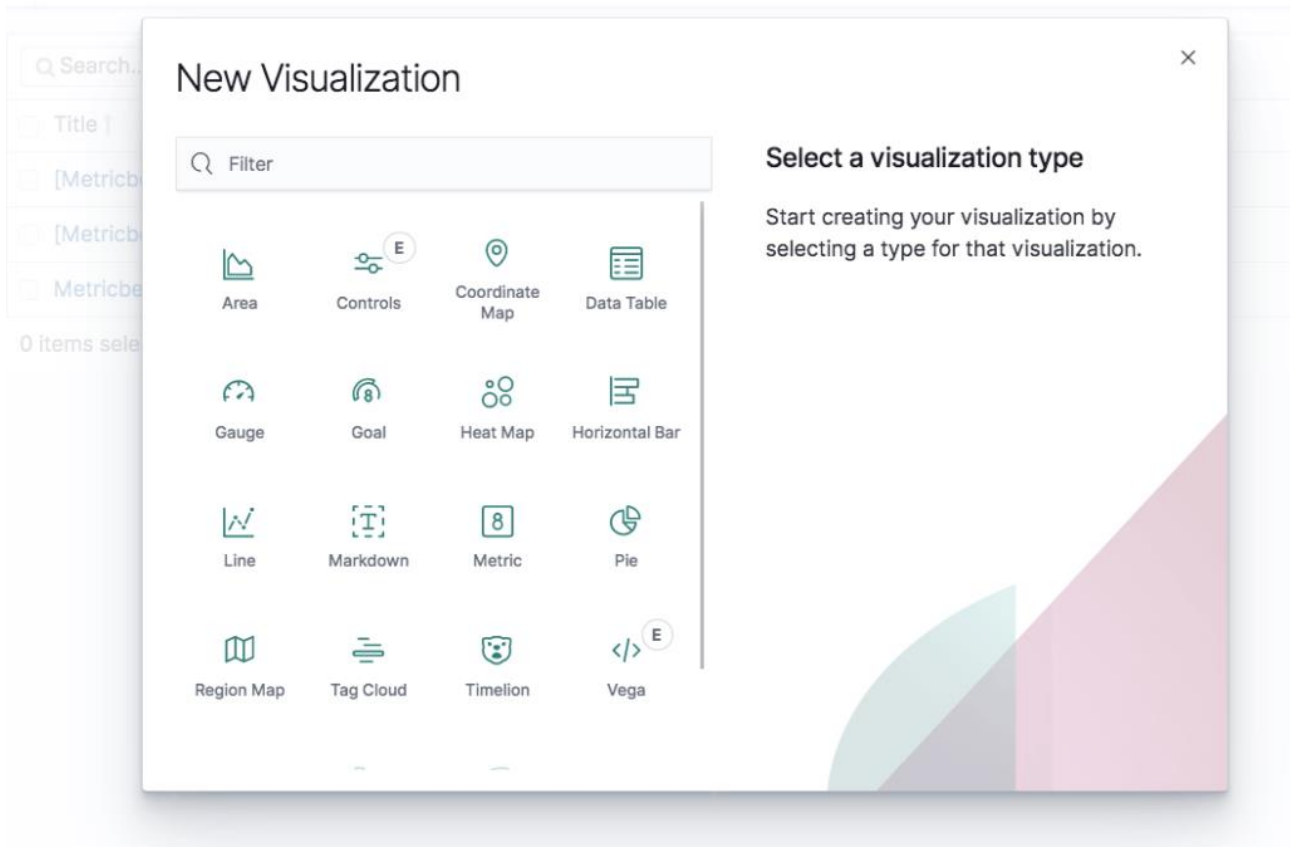 New Visualization
Filter
Select a visualization type
Start creating your visualization by
selecting a type for that visualization.
Area
E
Controls
Coordinate
Map
Data Table
Gauge
8
Goal
Heat Map
Horizontal Bar
Line
T
Markdown
8
Metric
Pie
Region Map
Tag Cloud
Timelion
</>
E
Vega
Search..
Title
[Metricb
[Metricb
Metricbe
0 items sele